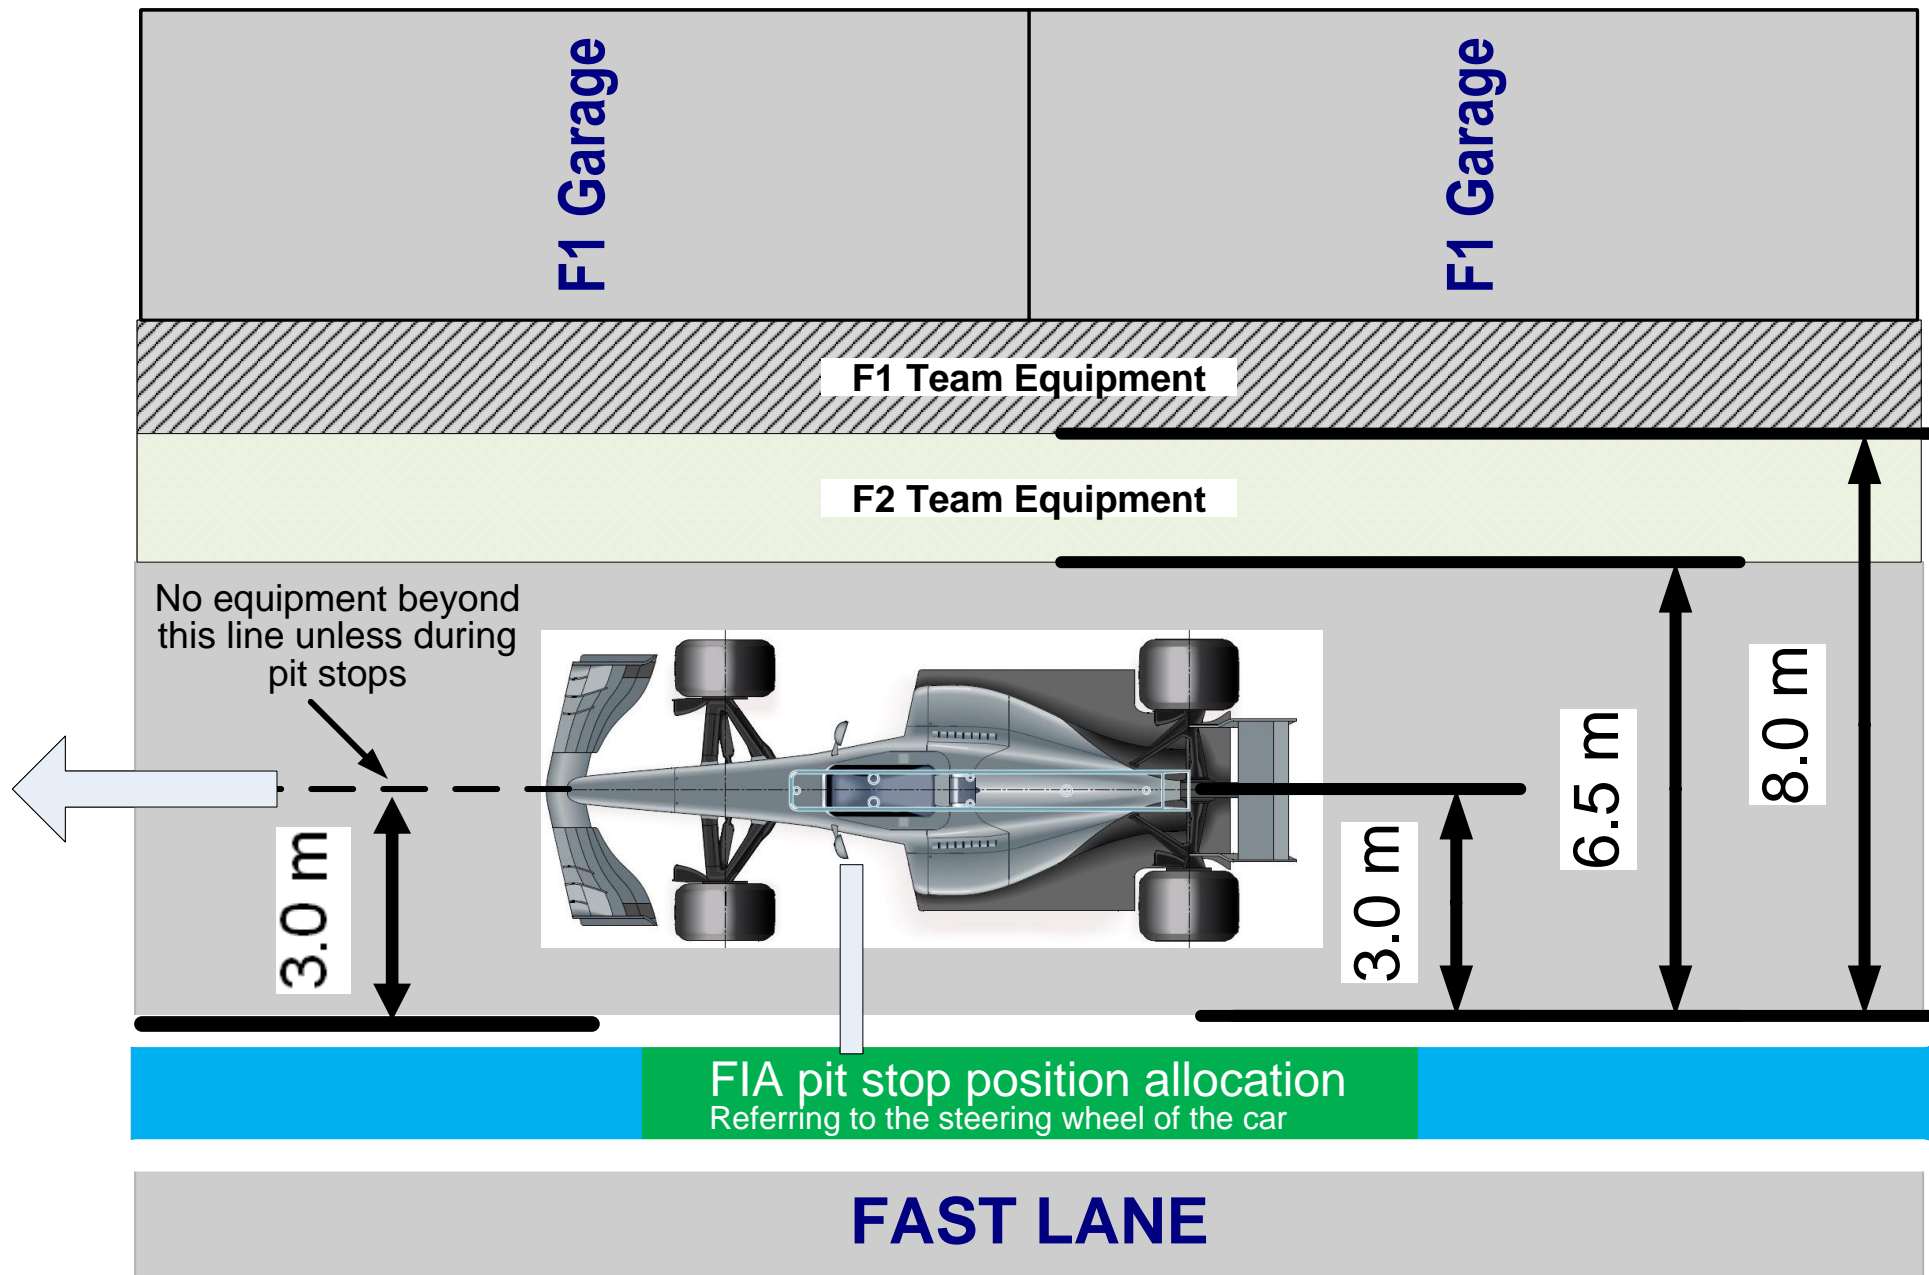 F1 Garage
F1 Garage
F1 Team Equipment
F2 Team Equipment
No equipment beyond
this line unless during
pit stops
3.0 m
3.0 m
6.5 m
8.0 m
FIA pit stop position allocation
Referring to the steering wheel of the car
FAST LANE